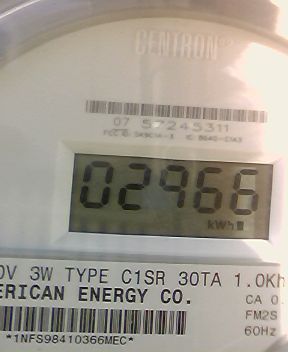 CENTRON
07 57245311
02966
kWh
0V 3W TYPE C1SR 30TA 1.0Kh
ERICAN ENERGY CO.
CA 0.
FM2S
60Hz
*1NFS98410366MEC*